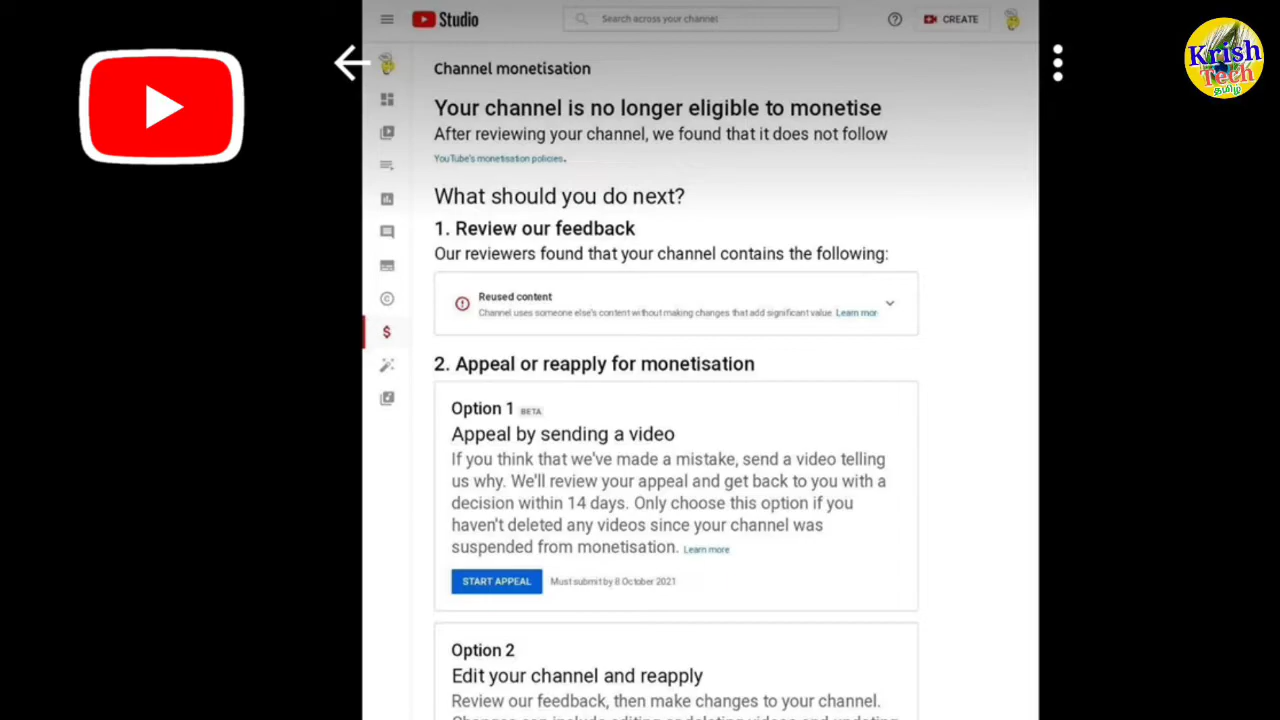 Studio
Search across your channel
CREATE
Krish
Tech
தமிழ்
Channel monetisation
Your channel is no longer eligible to monetise
After reviewing your channel, we found that it does not follow
YouTube's monetisation policies.
What should you do next?
1. Review our feedback
Our reviewers found that your channel contains the following:
Reused content
Channel uses someone else's content without making changes that add significant value. Learn mor
2. Appeal or reapply for monetisation
Option 1 BETA
Appeal by sending a video
If you think that we've made a mistake, send a video telling
us why. We'll review your appeal and get back to you with a
decision within 14 days. Only choose this option if you
haven't deleted any videos since your channel was
suspended from monetisation. Learn more
START APPEAL Must submit by 8 October 2021
Option 2
Edit your channel and reapply
Review our feedback, then make changes to your channel.